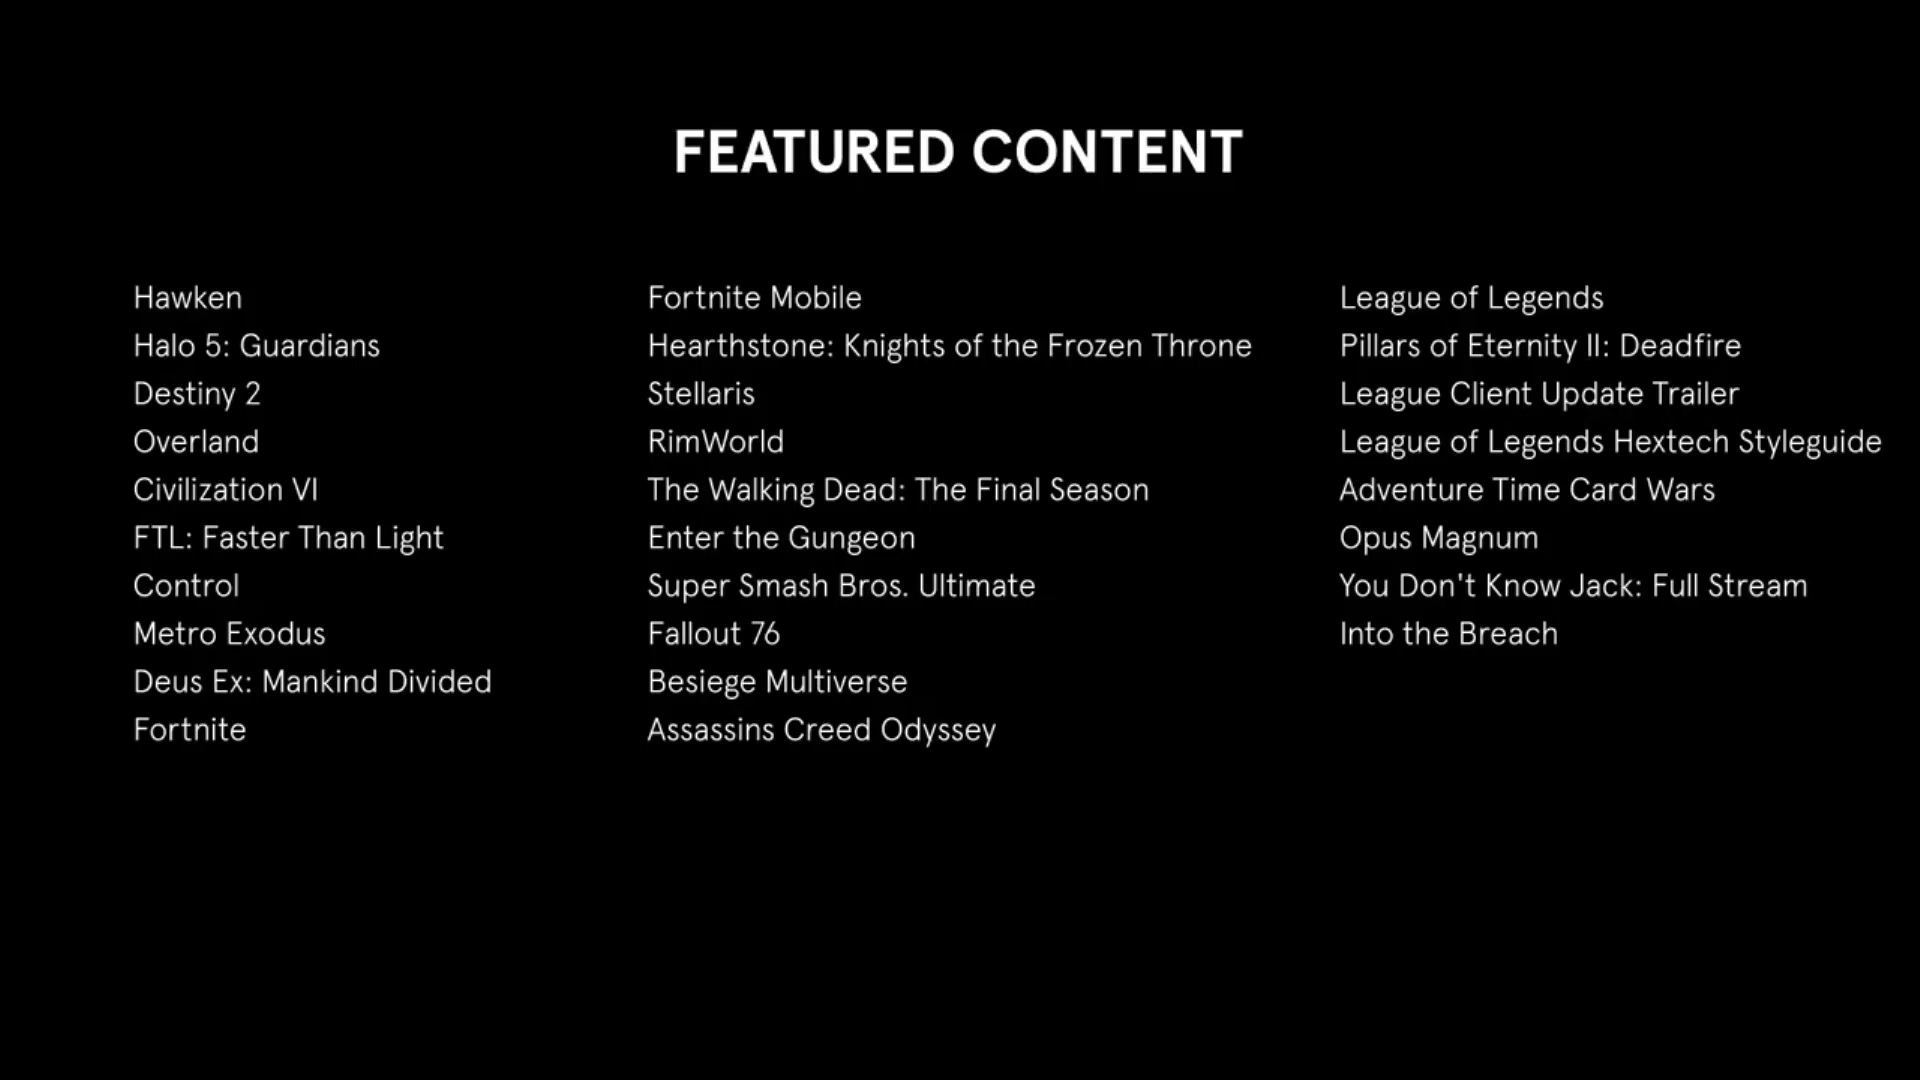 FEATURED CONTENT
Hawken
Halo 5: Guardians
Destiny 2
Overland
Civilization VI
FTL: Faster Than Light
Control
Metro Exodus
Deus Ex: Mankind Divided
Fortnite
Fortnite Mobile
Hearthstone: Knights of the Frozen Throne
Stellaris
RimWorld
The Walking Dead: The Final Season
Enter the Gungeon
Super Smash Bros. Ultimate
Fallout 76
Besiege Multiverse
Assassins Creed Odyssey
League of Legends
Pillars of Eternity II: Deadfire
League Client Update Trailer
League of Legends Hextech Styleguide
Adventure Time Card Wars
Opus Magnum
You Don't Know Jack: Full Stream
Into the Breach